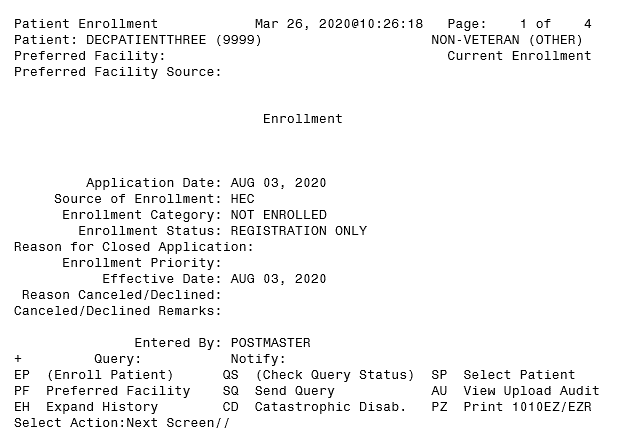 Patient Enrollment Mar 26, 2020@10:26:18 Page: 1 of 4
Patient: DECPATIENTTHREE (9999) NON-VETERAN (OTHER)
Preferred Facility: Current Enrollment
Preferred Facility Source:
Enrollment
Application Date: AUG 03, 2020
Source of Enrollment: HEC
Enrollment Category: NOT ENROLLED
Enrollment Status: REGISTRATION ONLY
Reason for Closed Application:
Enrollment Priority:
Effective Date: AUG 03, 2020
Reason Canceled/Declined:
Canceled/Declined Remarks:
Entered By: POSTMASTER
+ Query: Notify:
EP (Enroll Patient) QS (Check Query Status) SP Select Patient
PF Preferred Facility SQ Send Query AU View Upload Audit
EH Expand History CD Catastrophic Disab. PZ Print 1010EZ/EZR
Select Action:Next Screen//